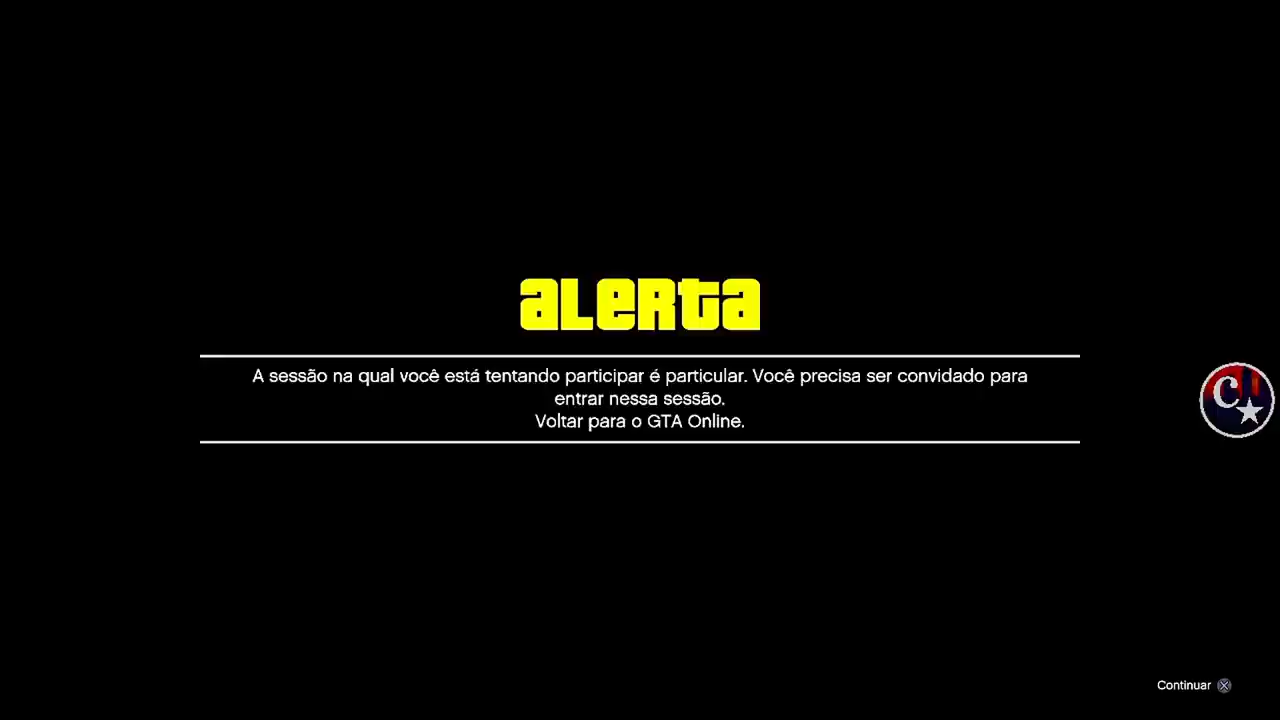 alerta
A sessão na qual você está tentando participar é particular. Você precisa ser convidado para
entrar nessa sessão.
Voltar para o GTA Online.
C
Continuar